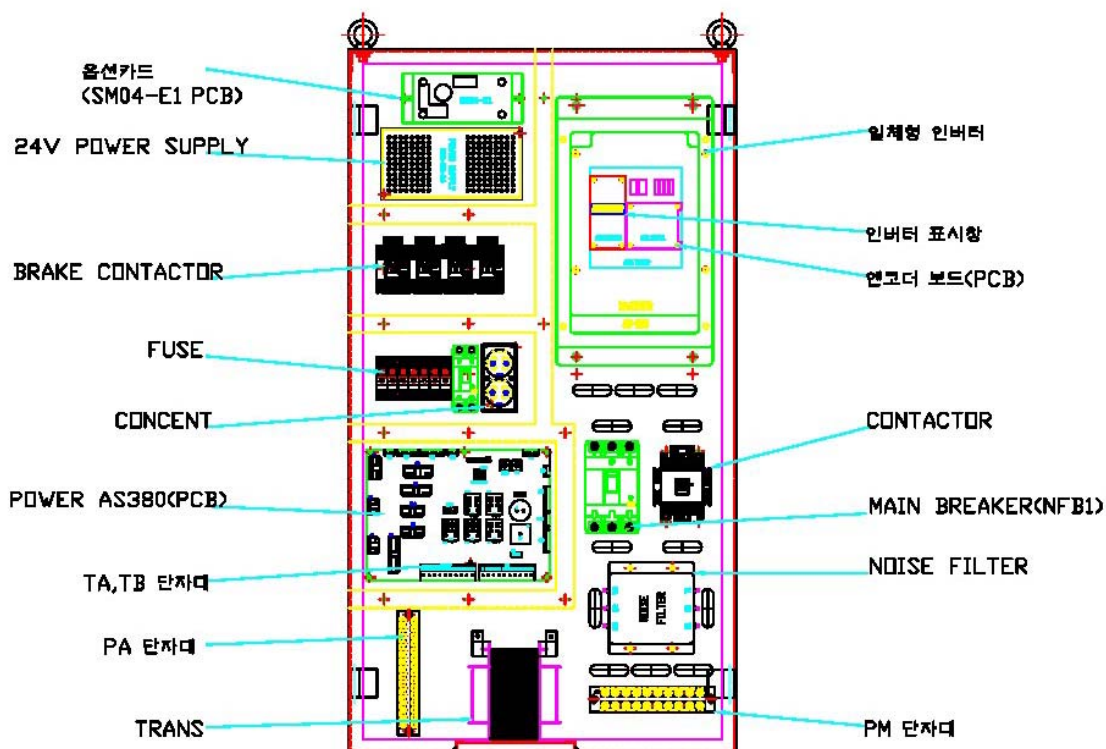 옵션카드
(SM04-E1 PCB)
24V POWER SUPPLY
BRAKE CONTACTOR
FUSE
CONCENT
POWER AS380(PCB)
TA,TB 단자대
PA 단자대
TRANS
일체형 인버터
인버터 표시창
엔코더 보드(PCB)
CONTACTOR
MAIN BREAKER(NFB1)
NOISE FILTER
NOISE
FILTER
PM 단자대